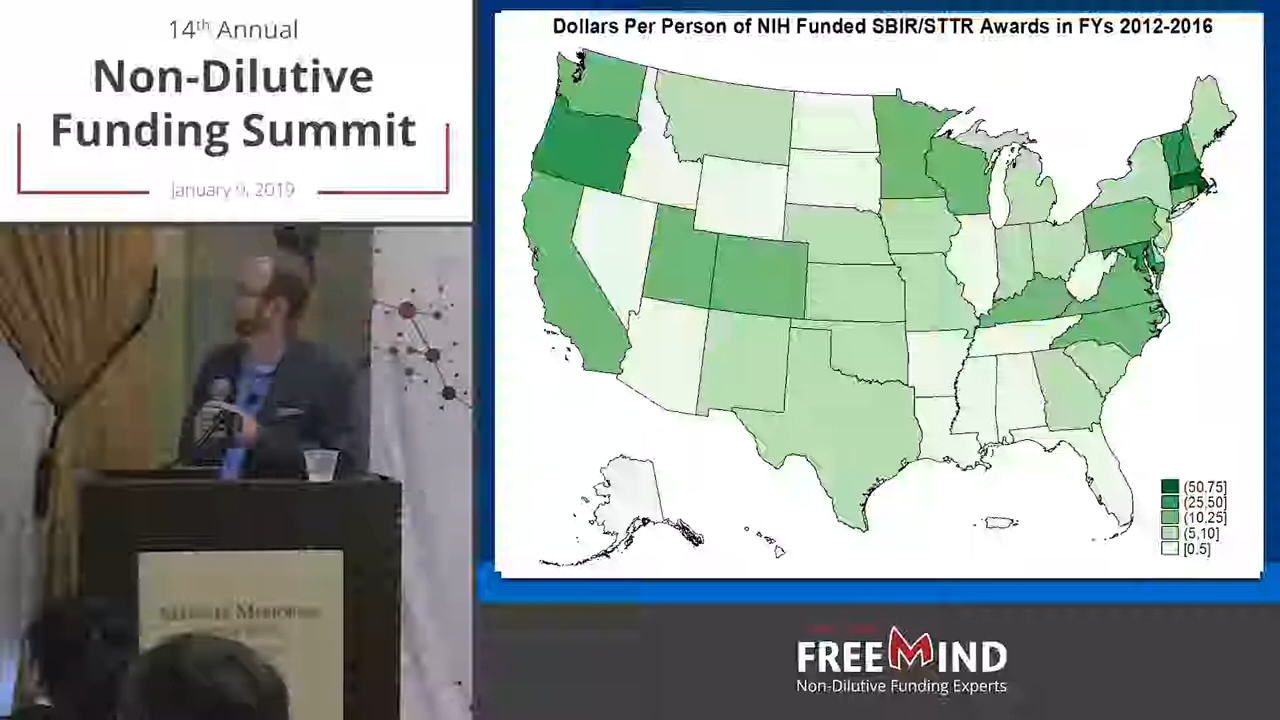 14th Annual
Non-Dilutive
Funding Summit
January 9, 2019
Dollars Per Person of NIH Funded SBIR/STTR Awards in FYs 2012-2016
(50,75]
(25,50]
(10,25]
(5,10]
[0,5]
FREEMIND
Non-Dilutive Funding Experts